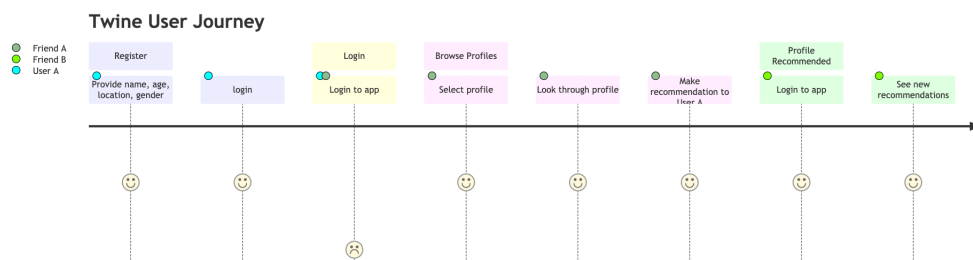 Twine User Journey
Friend A
Friend B
User A
Register
Login
Browse Profiles
Profile
Recommended
Provide name, age,
location, gender
login
Login to app
Select profile
Look through profile
Make
recommendation to
User A
Login to app
See new
recommendations